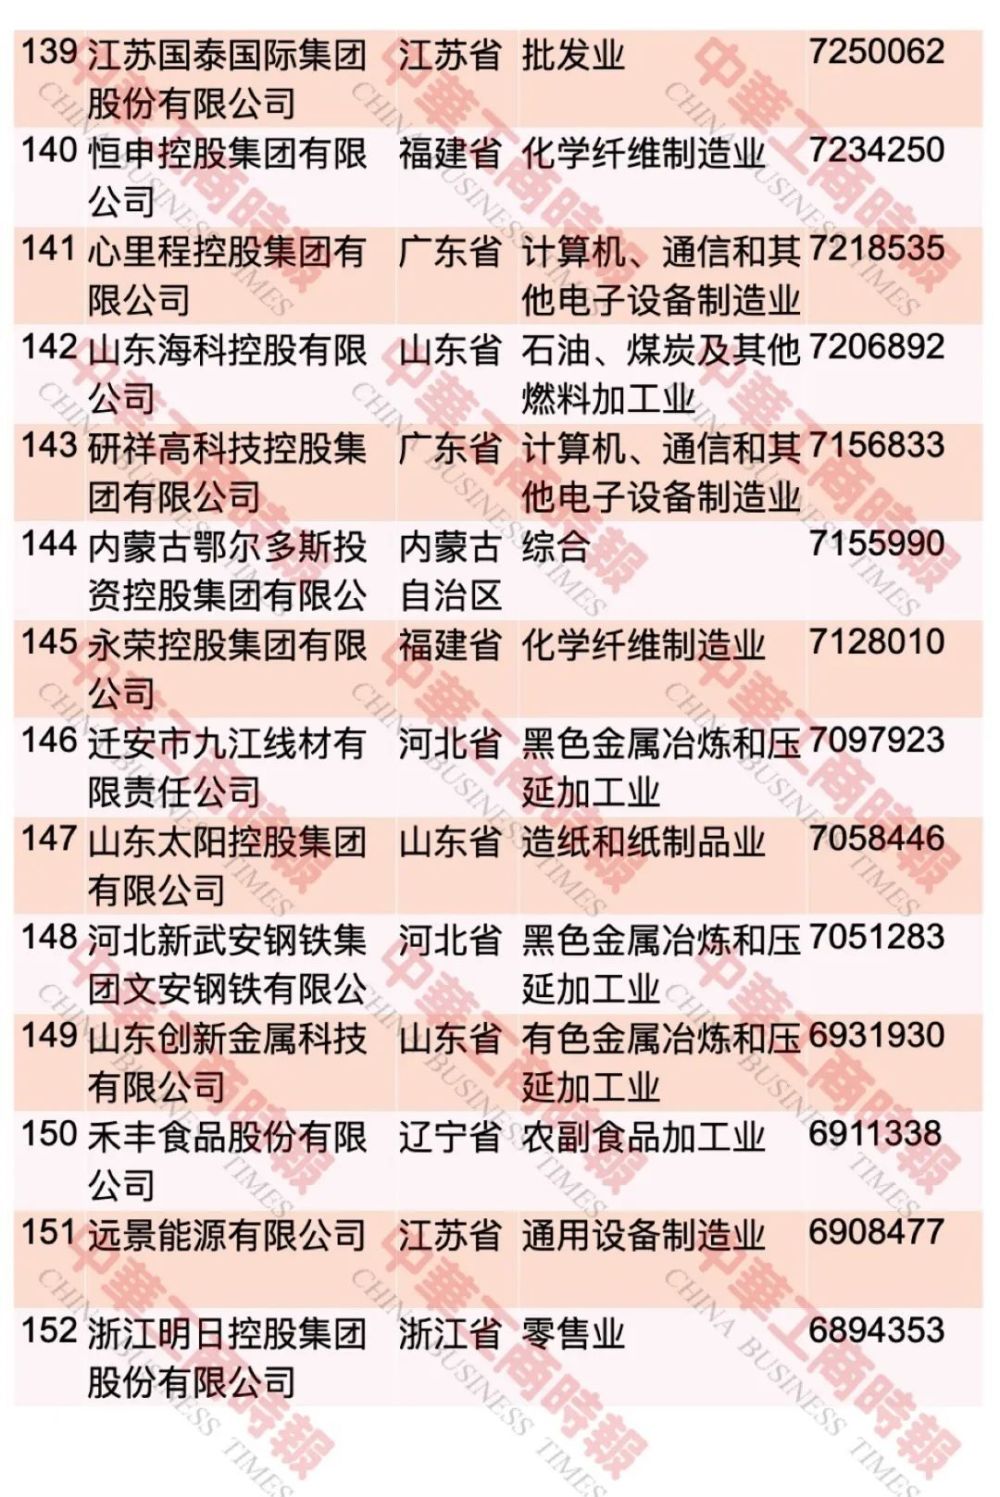 139 江苏国泰国际集团 江苏省 批发业 7250062
股份有限公司
140 恒申控股集团有限 福建省 化学纤维制造业 7234250
公司
141 心里程控股集团有 广东省 计算机、通信和其 7218535
限公司 他电子设备制造业
142 山东海科控股有限 山东省 石油、煤炭及其他 7206892
公司 燃料加工业
143 研祥高科技控股集 广东省 计算机、通信和其 7156833
团有限公司 他电子设备制造业
144 内蒙古鄂尔多斯投 内蒙古 综合 7155990
资控股集团有限公 自治区
145 永荣控股集团有限 福建省 化学纤维制造业 7128010
公司
146 迁安市九江线材有 河北省 黑色金属冶炼和压 7097923
限责任公司 延加工业
147 山东太阳控股集团 山东省 造纸和纸制品业 7058446
有限公司
148 河北新武安钢铁集 河北省 黑色金属冶炼和压 7051283
团文安钢铁有限公 延加工业
149 山东创新金属科技 山东省 有色金属冶炼和压 6931930
有限公司 延加工业
150 禾丰食品股份有限 辽宁省 农副食品加工业 6911338
公司
151 远景能源有限公司 江苏省 通用设备制造业 6908477
152 浙江明日控股集团 浙江省 零售业 6894353
股份有限公司
中華工商時報
CHINA BUSINESS TIMES